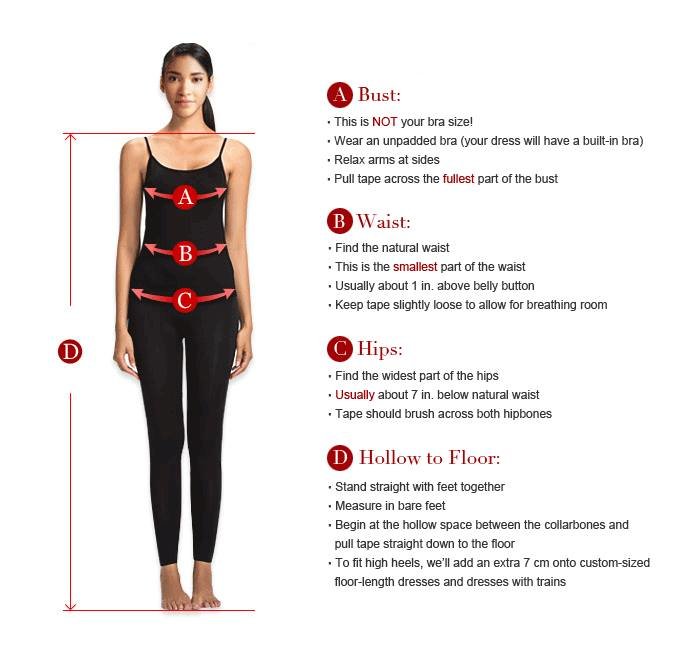 A Bust:
· This is NOT your bra size!
· Wear an unpadded bra (your dress will have a built-in bra)
· Relax arms at sides
· Pull tape across the fullest part of the bust
B Waist:
· Find the natural waist
· This is the smallest part of the waist
· Usually about 1 in. above belly button
· Keep tape slightly loose to allow for breathing room
C Hips:
· Find the widest part of the hips
· Usually about 7 in. below natural waist
· Tape should brush across both hipbones
D Hollow to Floor:
· Stand straight with feet together
· Measure in bare feet
· Begin at the hollow space between the collarbones and
pull tape straight down to the floor
· To fit high heels, we'll add an extra 7 cm onto custom-sized
floor-length dresses and dresses with trains
A
B
C
D